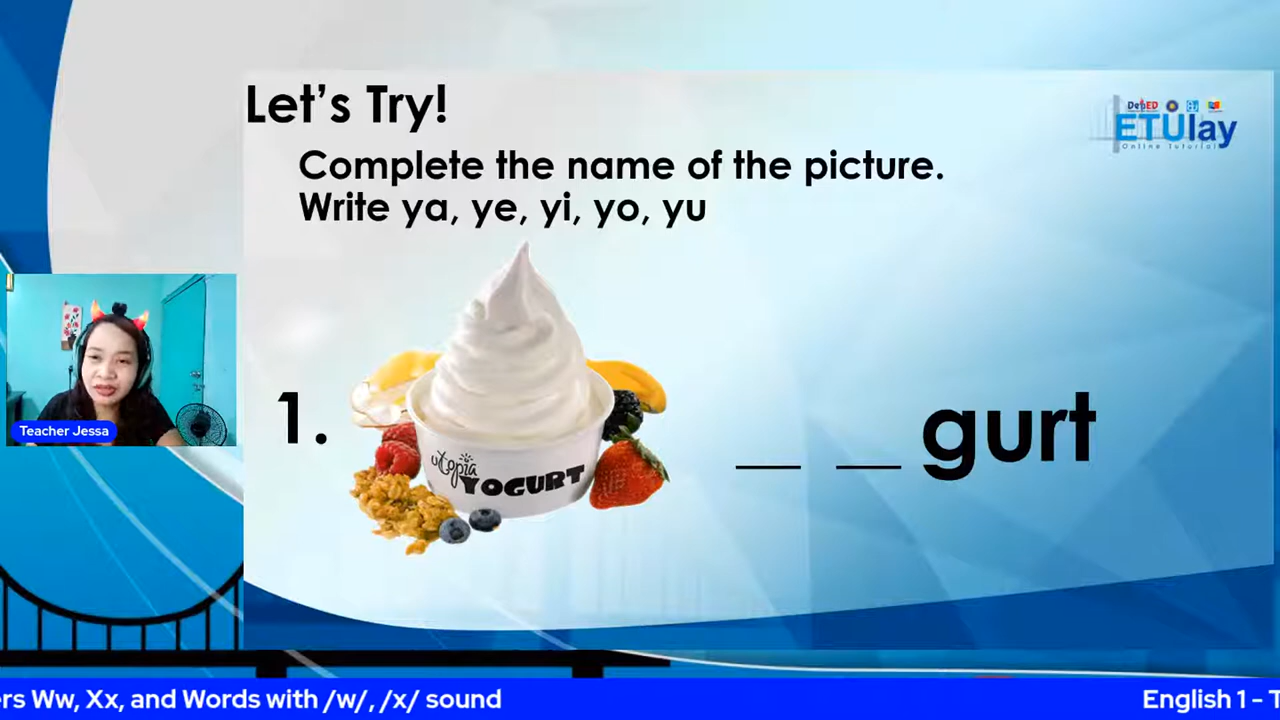 Let's Try!
DepED
ETUlay
Online Tutorial
Complete the name of the picture.
Write ya, ye, yi, yo, yu
1.
utopia
YOGURT
__ __ gurt
Teacher Jessa
ers Ww, Xx, and Words with /w/, /x/ sound
English 1 - T